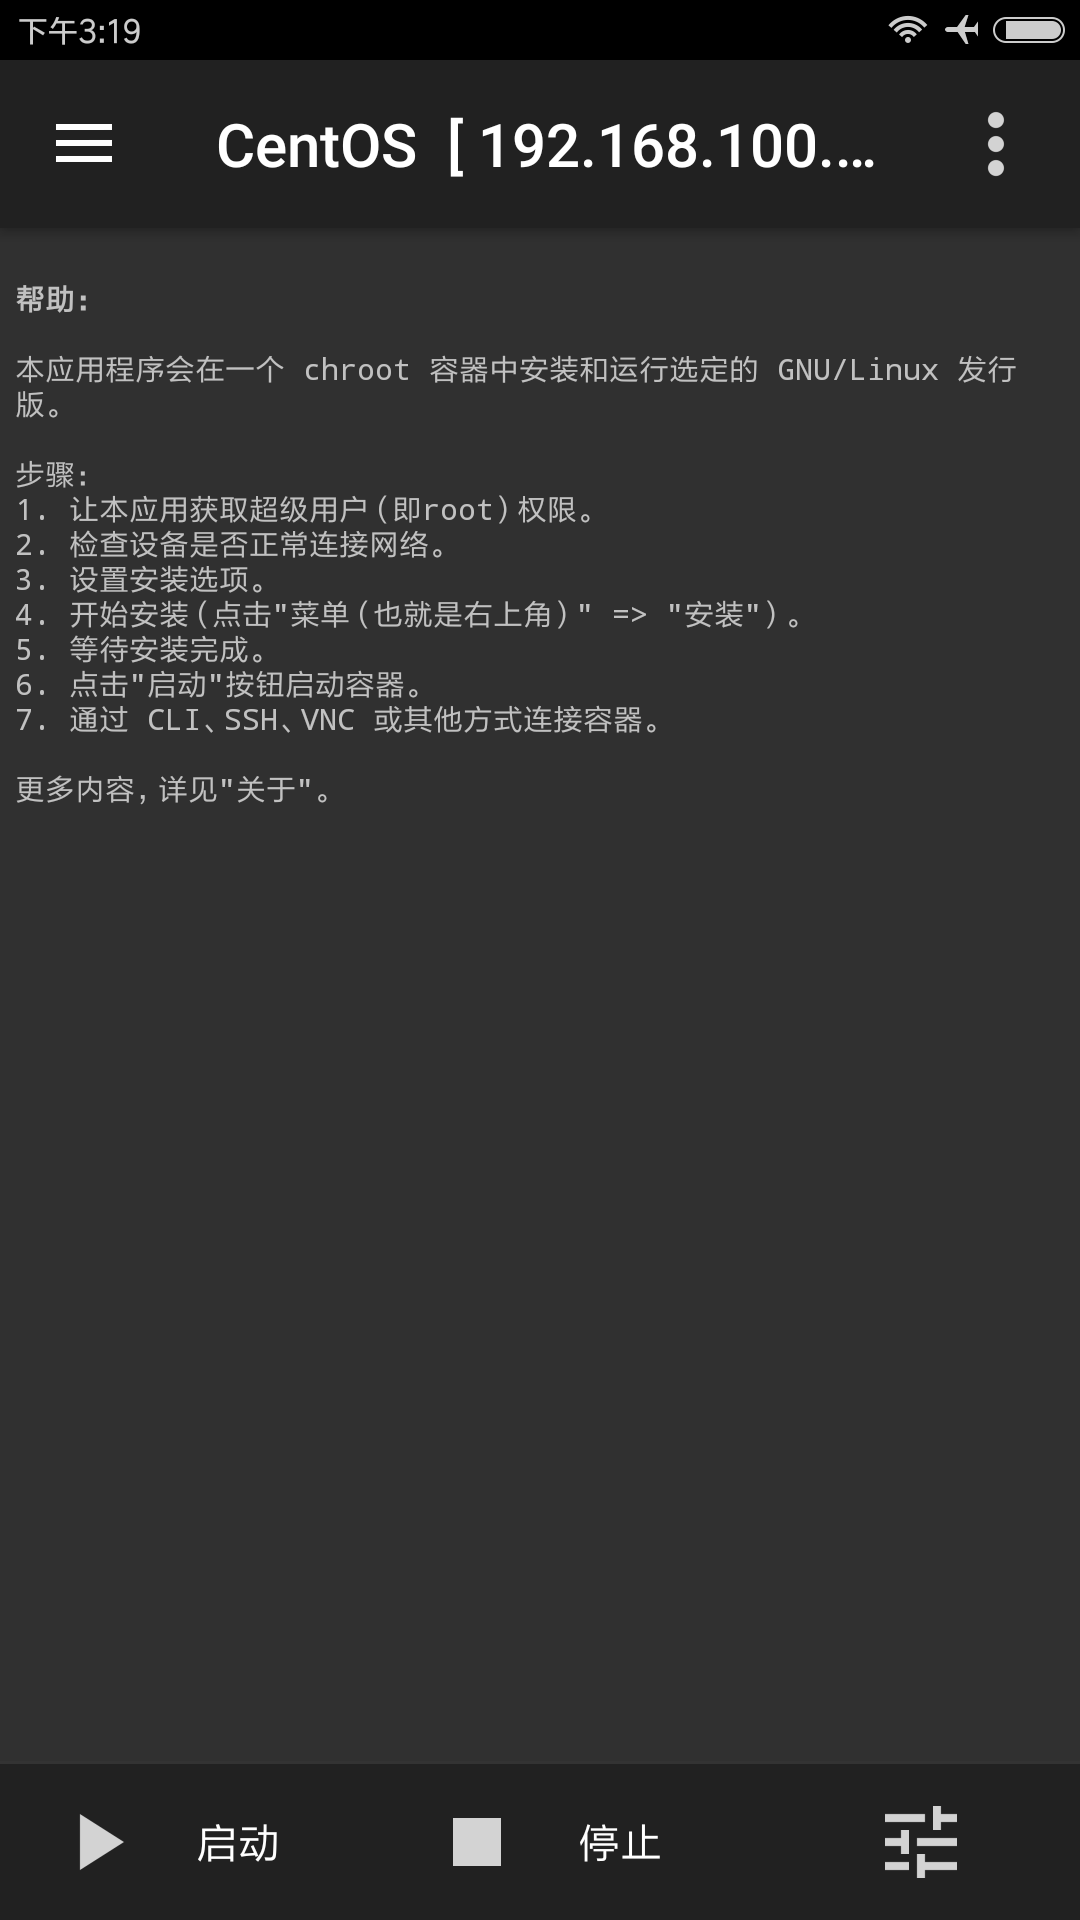 下午3:19
CentOS [ 192.168.100.…
帮助:
本应用程序会在一个 chroot 容器中安装和运行选定的 GNU/Linux 发行
版。
步骤:
1. 让本应用获取超级用户(即root)权限。
2. 检查设备是否正常连接网络。
3. 设置安装选项。
4. 开始安装(点击"菜单(也就是右上角)" => "安装")。
5. 等待安装完成。
6. 点击"启动"按钮启动容器。
7. 通过 CLI、SSH、VNC 或其他方式连接容器。
更多内容,详见"关于"。
启动 停止